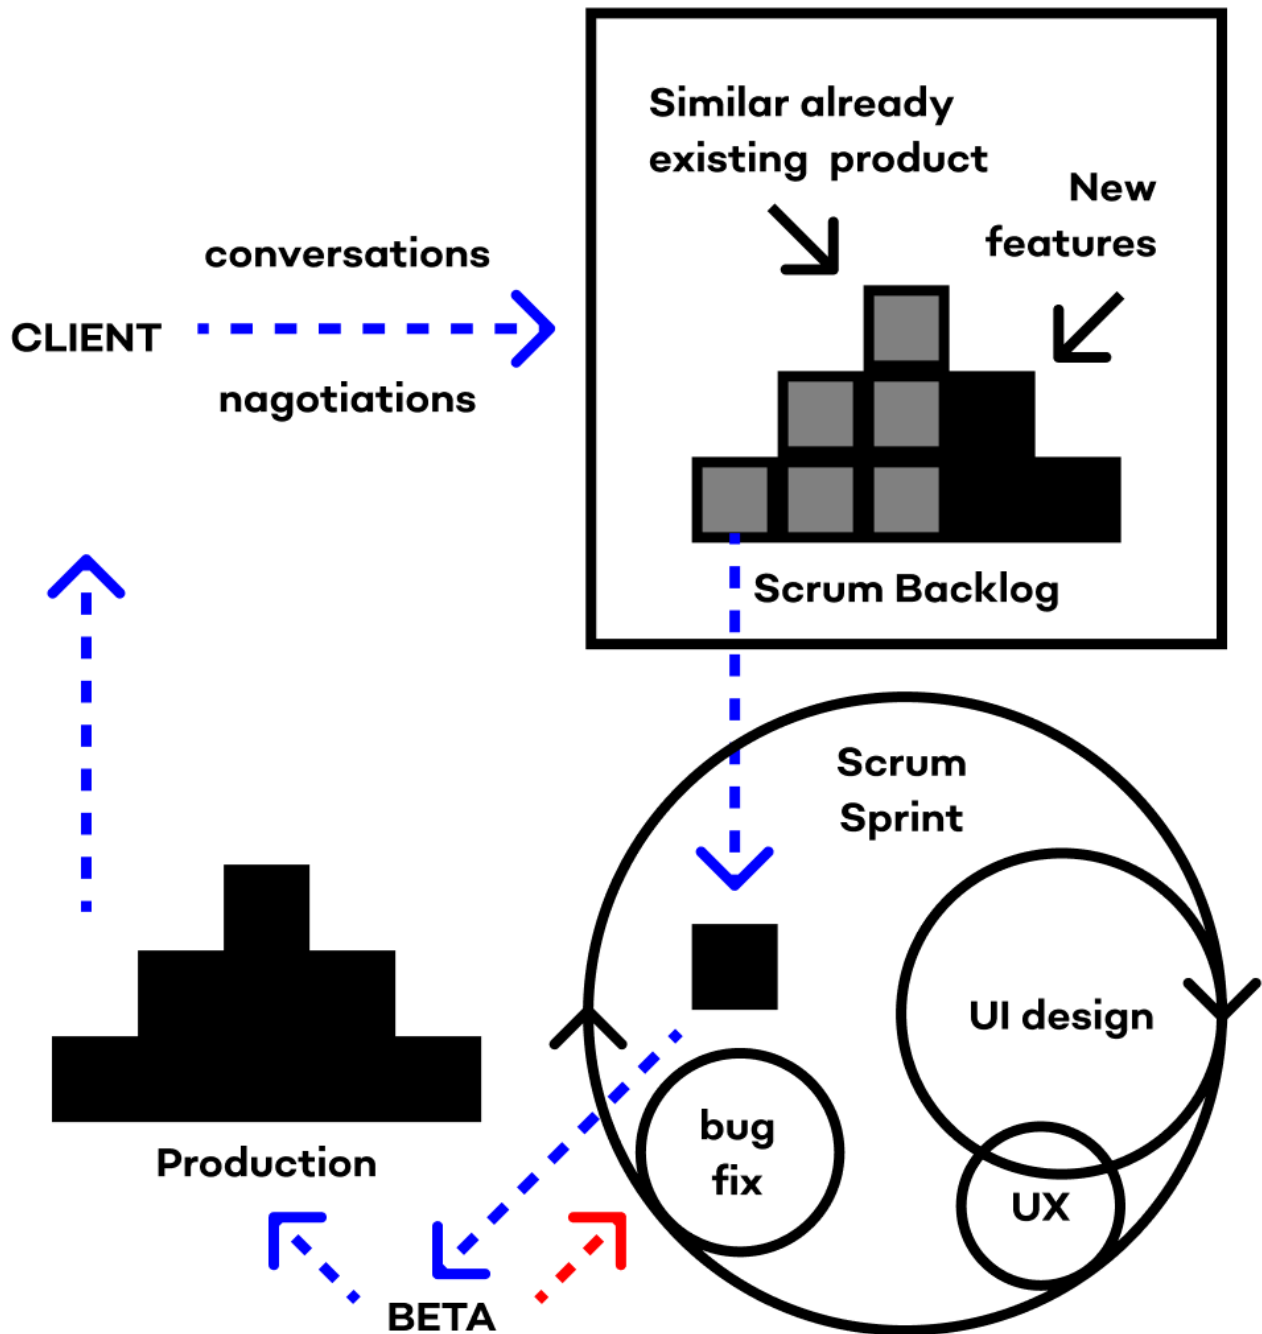 Similar already
existing product
New
features
conversations
CLIENT
nagotiations
Scrum Backlog
Scrum
Sprint
UI design
bug
fix
UX
Production
BETA